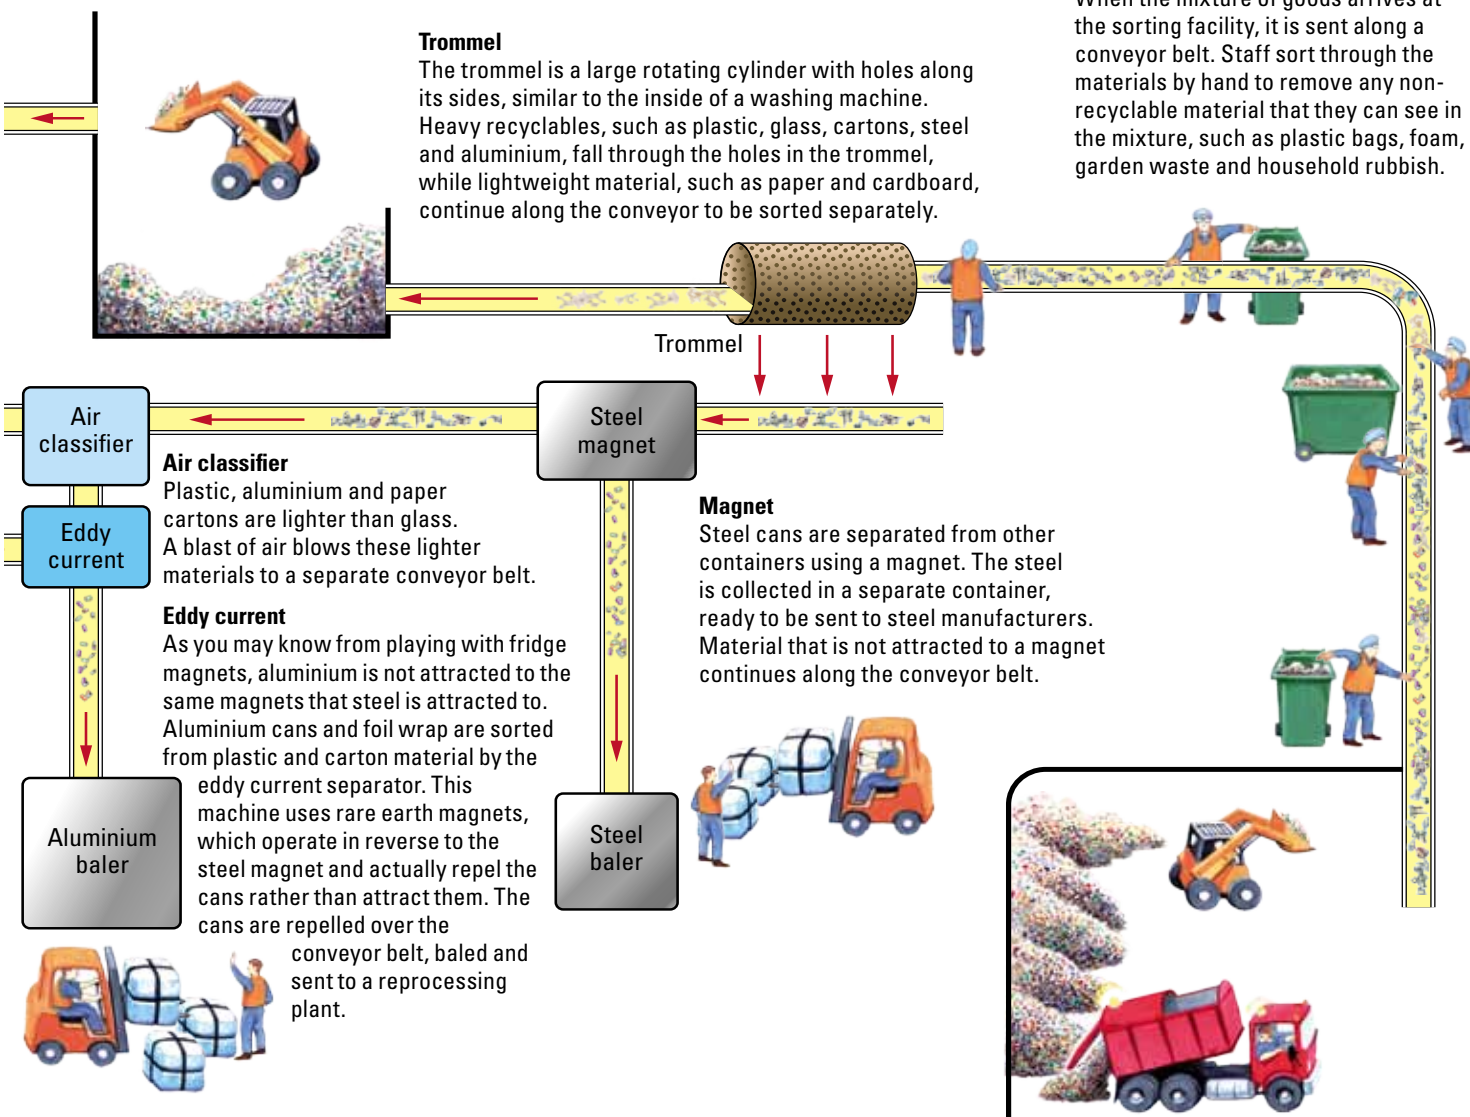 When the mixture of goods arrives at
the sorting facility, it is sent along a
conveyor belt. Staff sort through the
materials by hand to remove any non-
recyclable material that they can see in
the mixture, such as plastic bags, foam,
garden waste and household rubbish.
Trommel
The trommel is a large rotating cylinder with holes along
its sides, similar to the inside of a washing machine.
Heavy recyclables, such as plastic, glass, cartons, steel
and aluminium, fall through the holes in the trommel,
while lightweight material, such as paper and cardboard,
continue along the conveyor to be sorted separately.
Trommel
Steel
magnet
Air
classifier
Air classifier
Plastic, aluminium and paper
cartons are lighter than glass.
A blast of air blows these lighter
materials to a separate conveyor belt.
Magnet
Steel cans are separated from other
containers using a magnet. The steel
is collected in a separate container,
ready to be sent to steel manufacturers.
Material that is not attracted to a magnet
continues along the conveyor belt.
Eddy
current
Eddy current
As you may know from playing with fridge
magnets, aluminium is not attracted to the
same magnets that steel is attracted to.
Aluminium cans and foil wrap are sorted
from plastic and carton material by the
eddy current separator. This
machine uses rare earth magnets,
which operate in reverse to the
steel magnet and actually repel the
cans rather than attract them. The
cans are repelled over the
conveyor belt, baled and
sent to a reprocessing
plant.
Aluminium
baler
Steel
baler